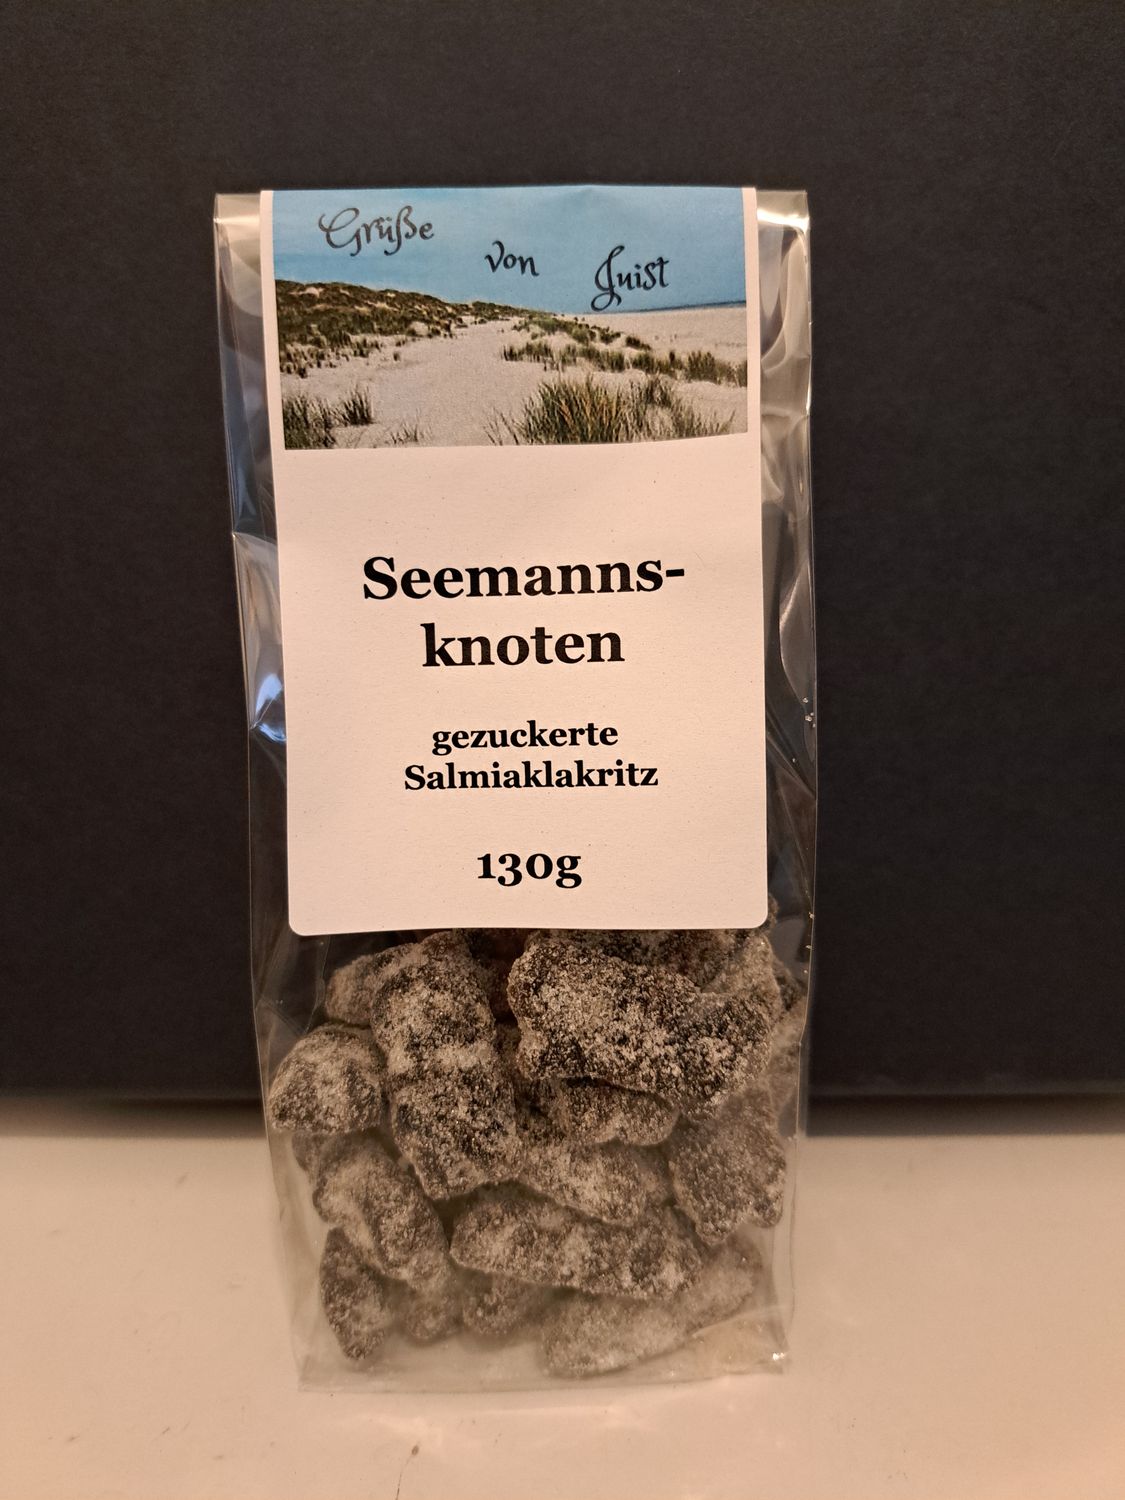 Grüße von Juist
Seemanns-
knoten
gezuckerte
Salmiaklakritz
130g